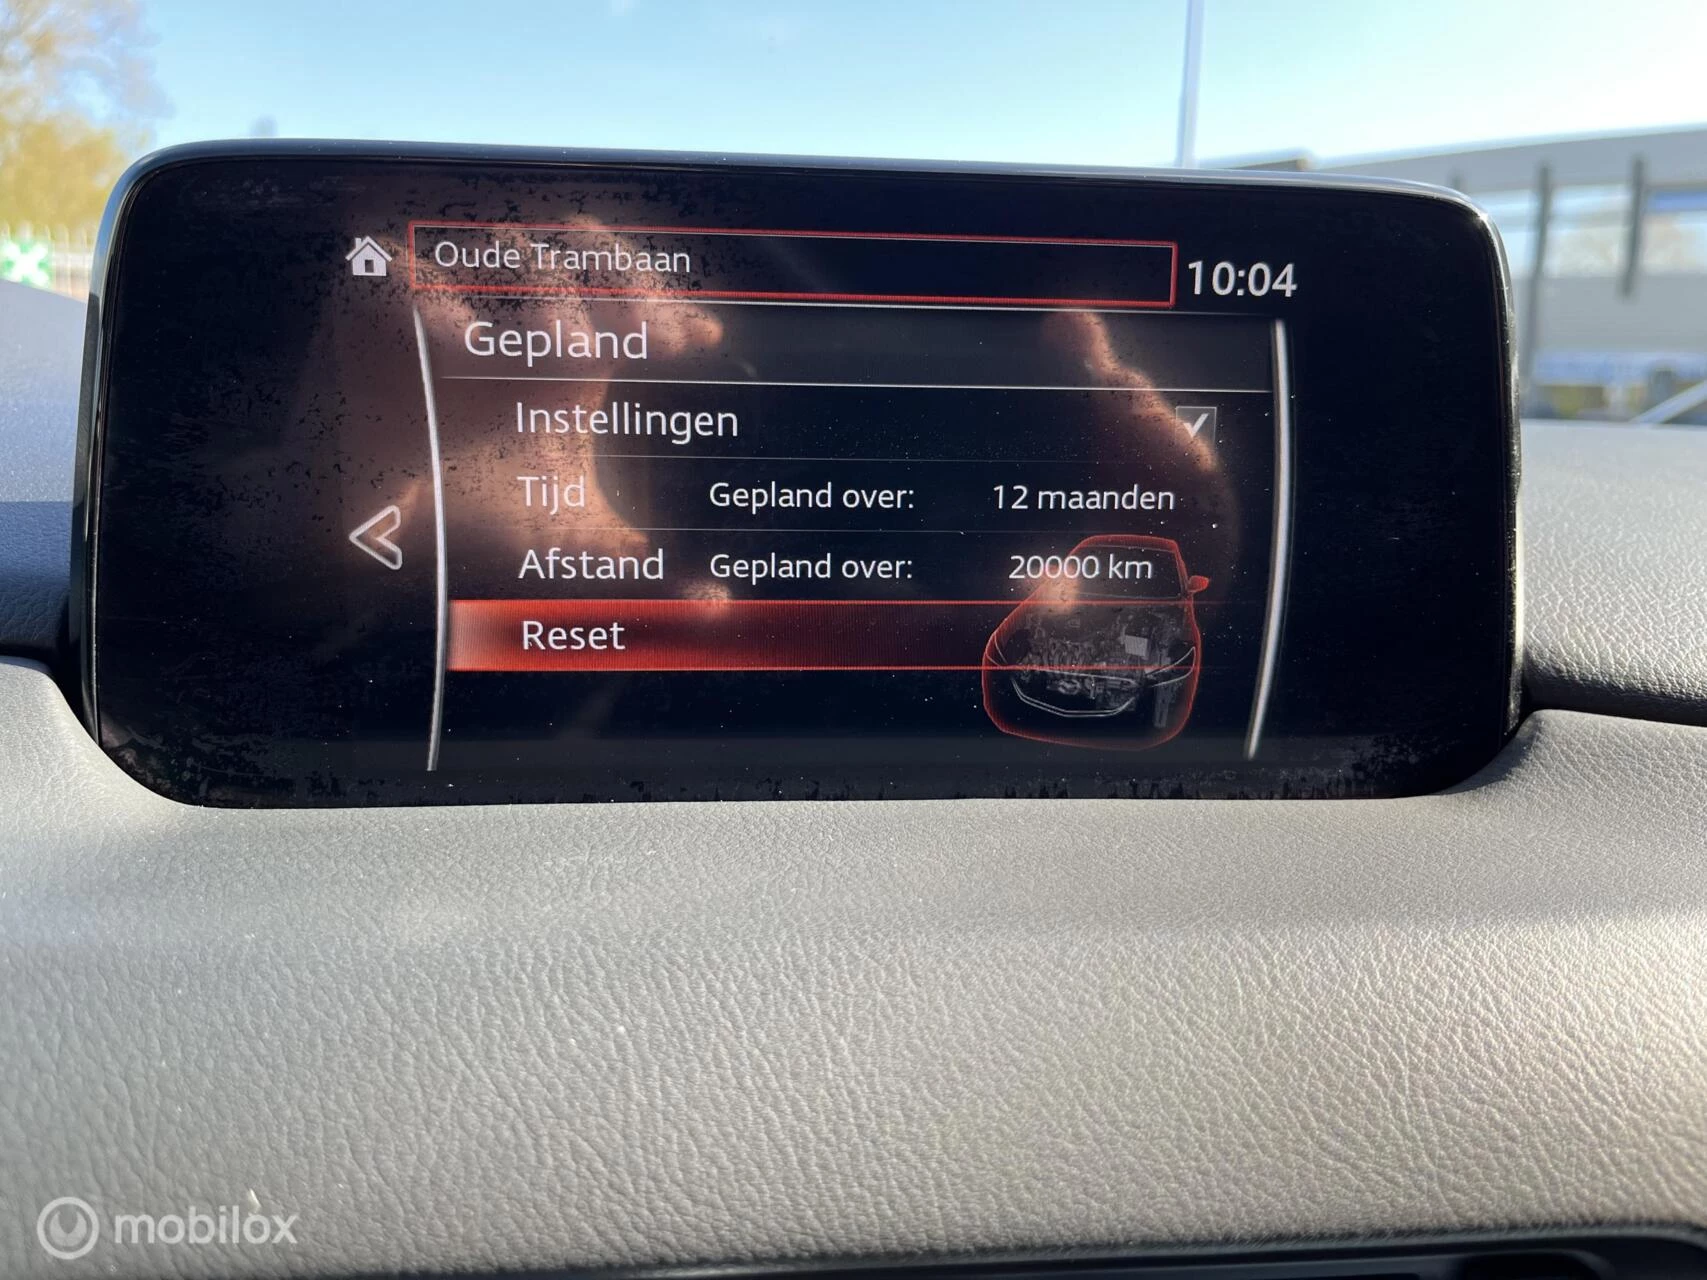 Oude Trambaan 10:04
Gepland
Instellingen
Tijd Gepland over: 12 maanden
Afstand Gepland over: 20000 km
Reset
mobilox